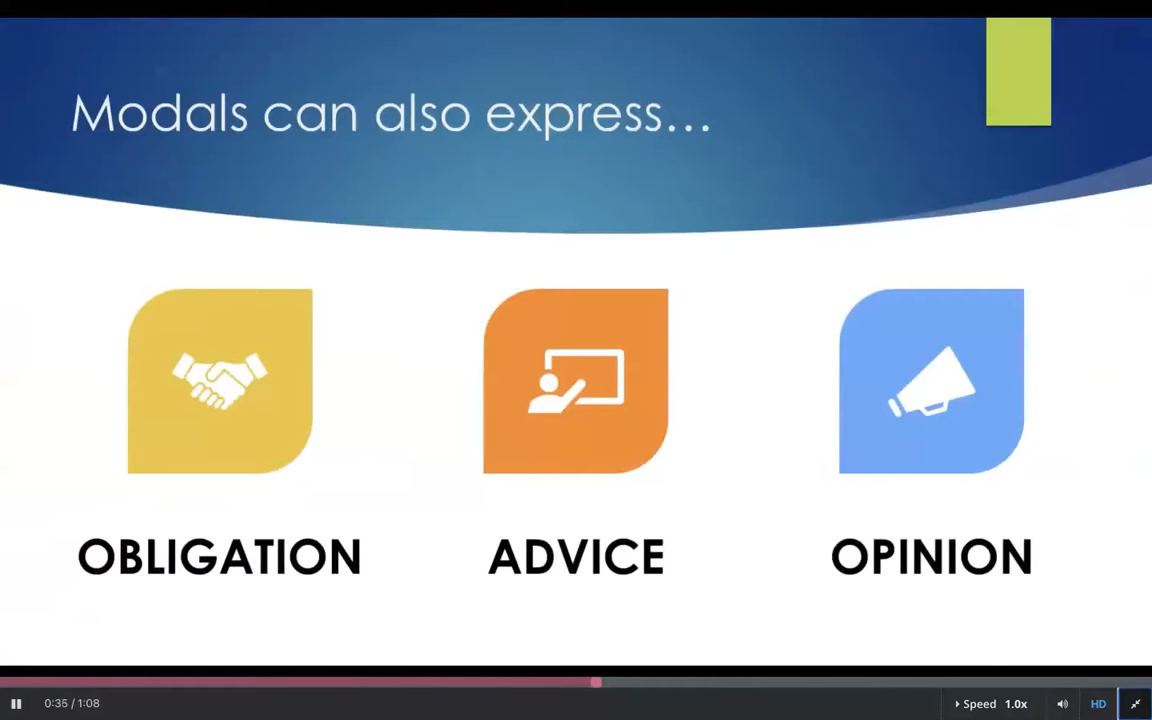 Modals can also express...
OBLIGATION
ADVICE
OPINION
0:35 / 1:08
Speed 1.0x
HD